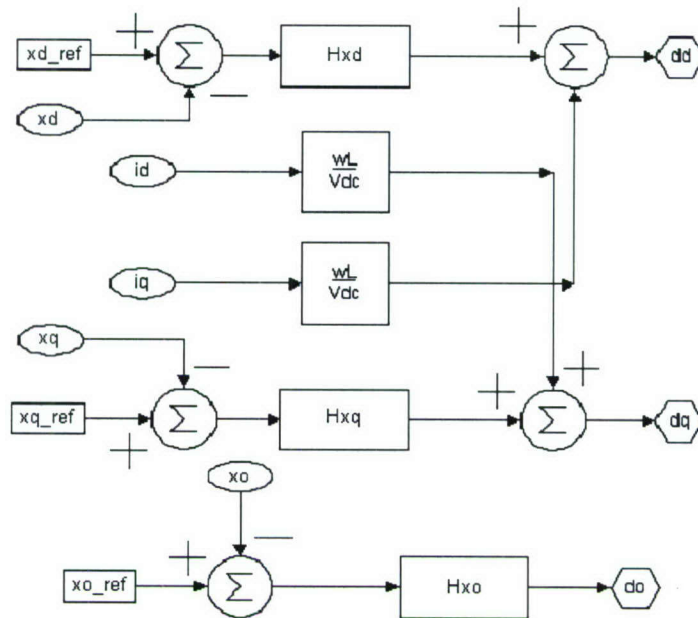 + +
xd_ref Σ Hxd Σ dd
—
xd
id wL
Vdc
iq wL
Vdc
xq
— + +
xq_ref Σ Hxq Σ dq
+
xo
+ —
xo_ref Σ Hxo do